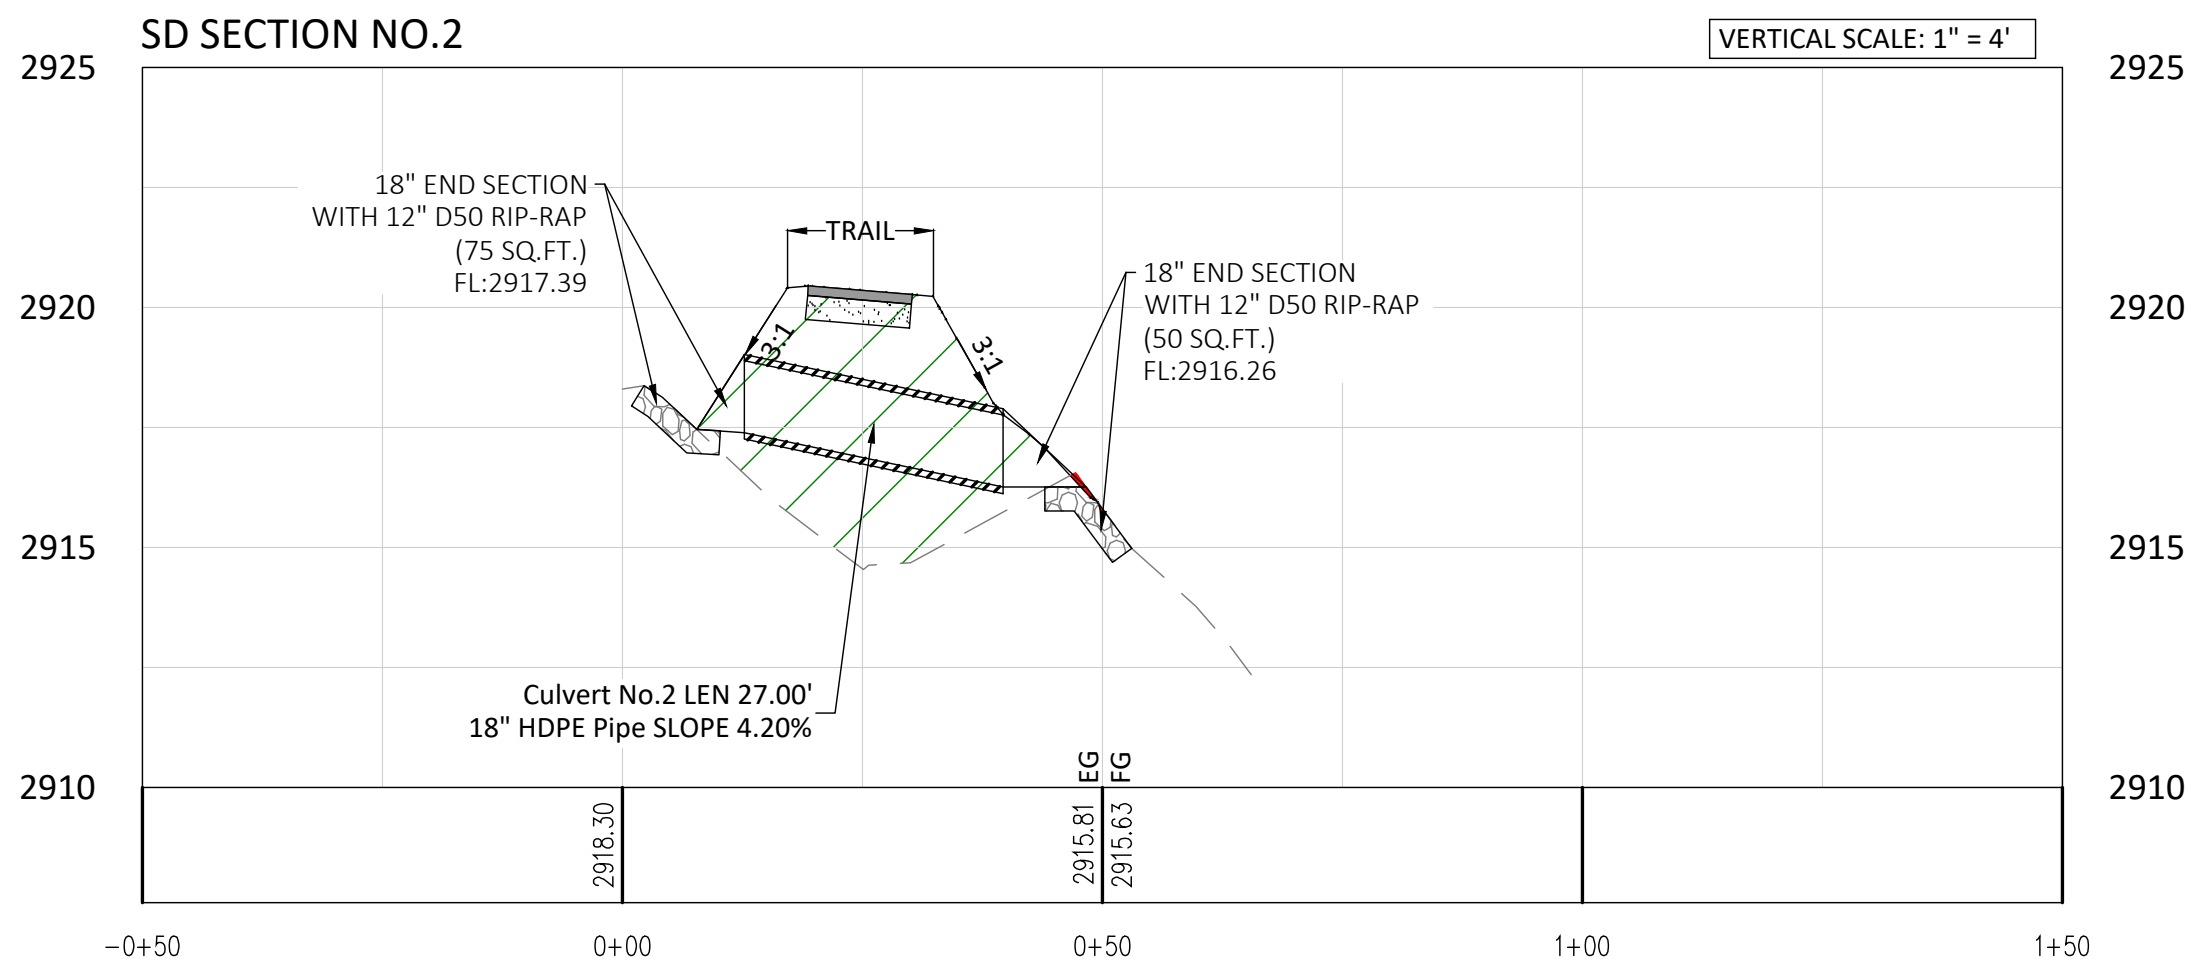 SD SECTION NO.2
VERTICAL SCALE: 1" = 4'
2925
2925
18" END SECTION
WITH 12" D50 RIP-RAP
(75 SQ.FT.)
FL:2917.39
TRAIL
18" END SECTION
WITH 12" D50 RIP-RAP
(50 SQ.FT.)
FL:2916.26
2920
2920
3:1
3:1
2915
2915
Culvert No.2 LEN 27.00'
18" HDPE Pipe SLOPE 4.20%
EG
FG
2910
2910
2918.30
2915.81
2915.63
-0+50
0+00
0+50
1+00
1+50